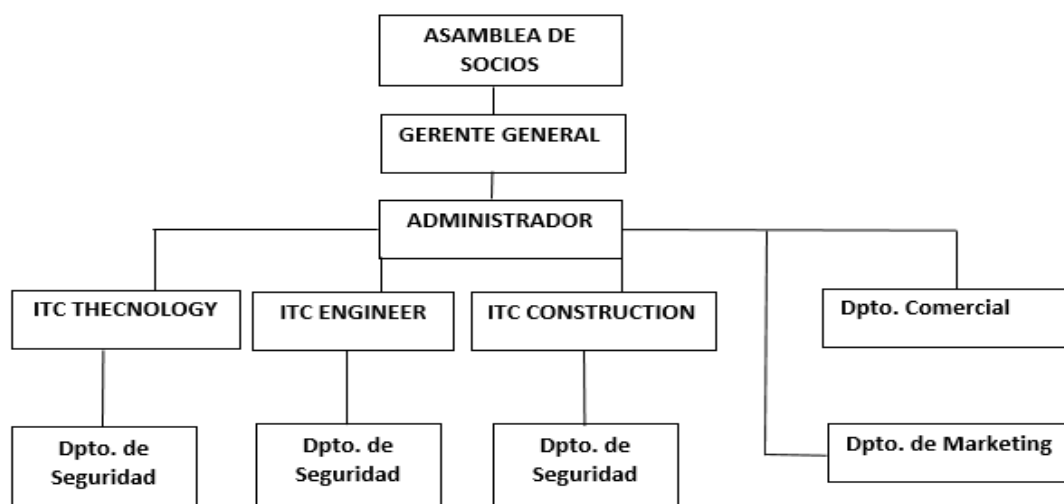 ASAMBLEA DE
SOCIOS
GERENTE GENERAL
ADMINISTRADOR
ITC THECNOLOGY
ITC ENGINEER
ITC CONSTRUCTION
Dpto. Comercial
Dpto. de
Seguridad
Dpto. de
Seguridad
Dpto. de
Seguridad
Dpto. de Marketing